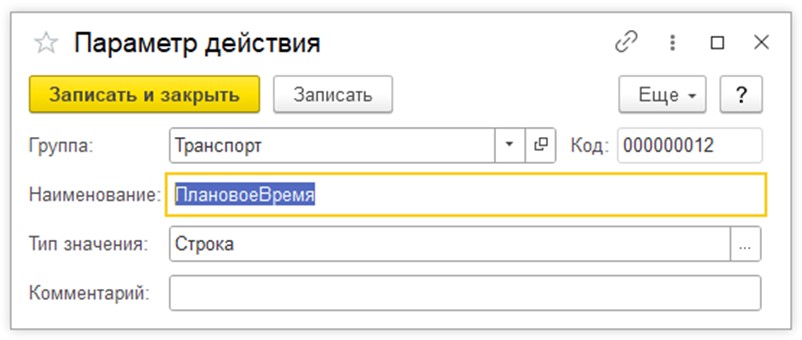 Параметр действия
Записать и закрыть Записать Еще ?
Группа: Транспорт Код: 000000012
Наименование: ПлановоеВремя
Тип значения: Строка ...
Комментарий: